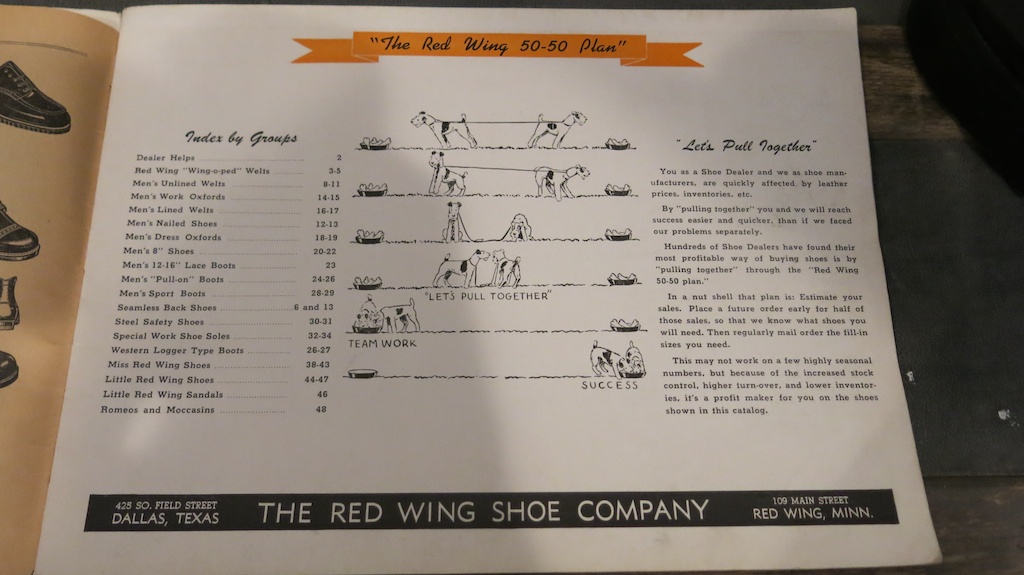 "The Red Wing 50-50 Plan"
Index by Groups
Dealer Helps 2
Red Wing "Wing-o-ped" Welts 3-5
Men's Unlined Welts 8-11
Men's Work Oxfords 14-15
Men's Lined Welts 16-17
Men's Nailed Shoes 12-13
Men's Dress Oxfords 18-19
Men's 8" Shoes 20-22
Men's 12-16" Lace Boots 23
Men's "Pull-on" Boots 24-26
Men's Sport Boots 28-29
Seamless Back Shoes 6 and 13
Steel Safety Shoes 30-31
Special Work Shoe Soles 32-34
Western Logger Type Boots 26-27
Miss Red Wing Shoes 38-43
Little Red Wing Shoes 44-47
Little Red Wing Sandals 46
Romeos and Moccasins 48
"LET'S PULL TOGETHER"
TEAM WORK
SUCCESS
"Let's Pull Together"
You as a Shoe Dealer and we as shoe man-
ufacturers, are quickly affected by leather
prices, inventories, etc.
By "pulling together" you and we will reach
success easier and quicker, than if we faced
our problems separately.
Hundreds of Shoe Dealers have found their
most profitable way of buying shoes is by
"pulling together" through the "Red Wing
50-50 plan."
In a nut shell that plan is: Estimate your
sales. Place a future order early for half of
those sales, so that we know what shoes you
will need. Then regularly mail order the fill-in
sizes you need.
This may not work on a few highly seasonal
numbers, but because of the increased stock
control, higher turn-over, and lower inventor-
ies, it's a profit maker for you on the shoes
shown in this catalog.
425 SO. FIELD STREET
DALLAS, TEXAS
THE RED WING SHOE COMPANY
109 MAIN STREET
RED WING, MINN.